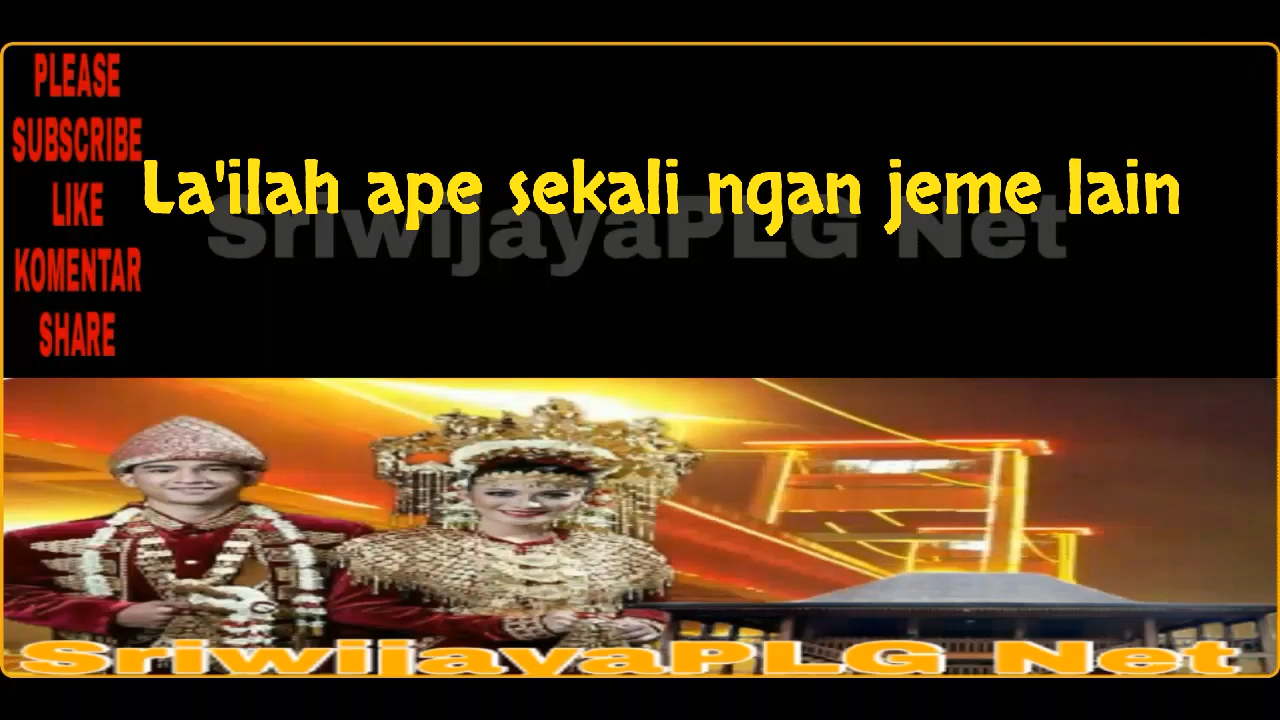 PLEASE
SUBSCRIBE
LIKE
KOMENTAR
SHARE
La'ilah ape sekali ngan jeme lain
SriwijayaPLG Net
SriwijayaPLG Net